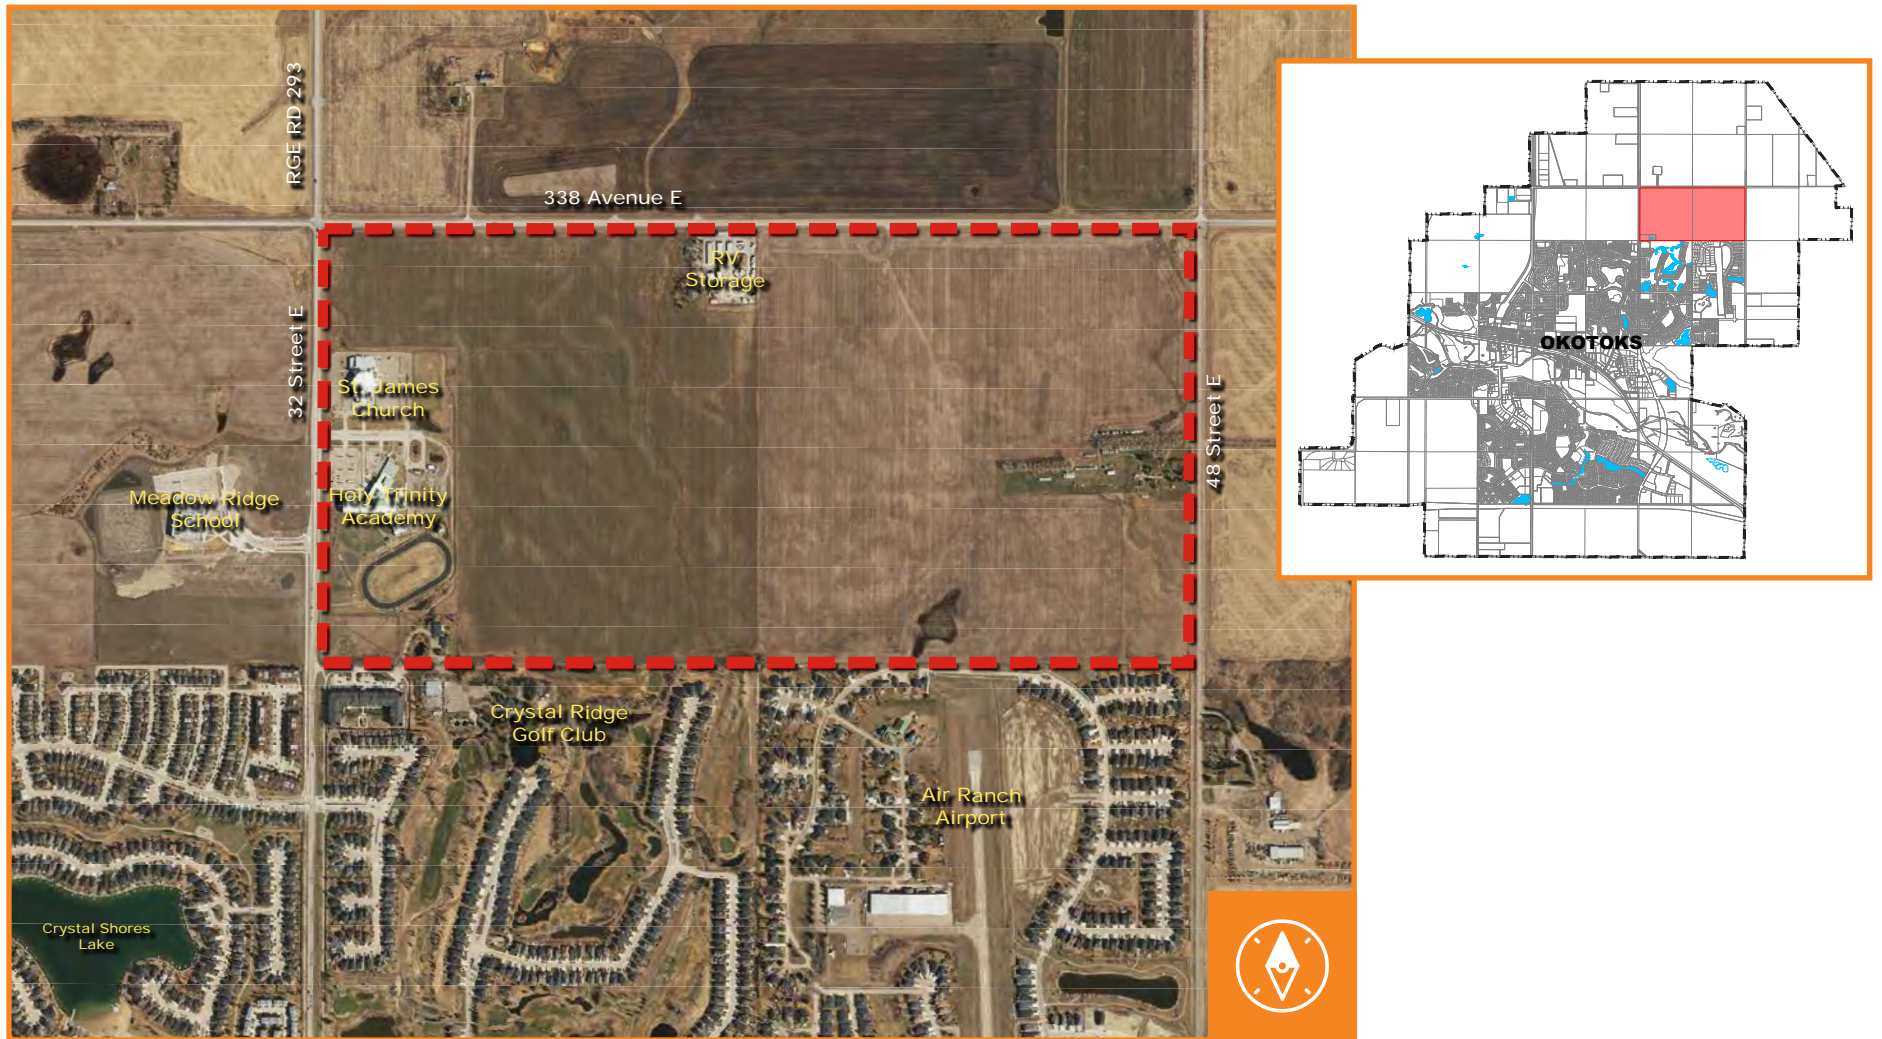 RGE RD 293
338 Avenue E
RV
Storage
32 Street E
St. James
Church
48 Street E
Meadow Ridge
School
Holy Trinity
Academy
Crystal Ridge
Golf Club
Air Ranch
Airport
Crystal Shores
Lake
OKOTOKS